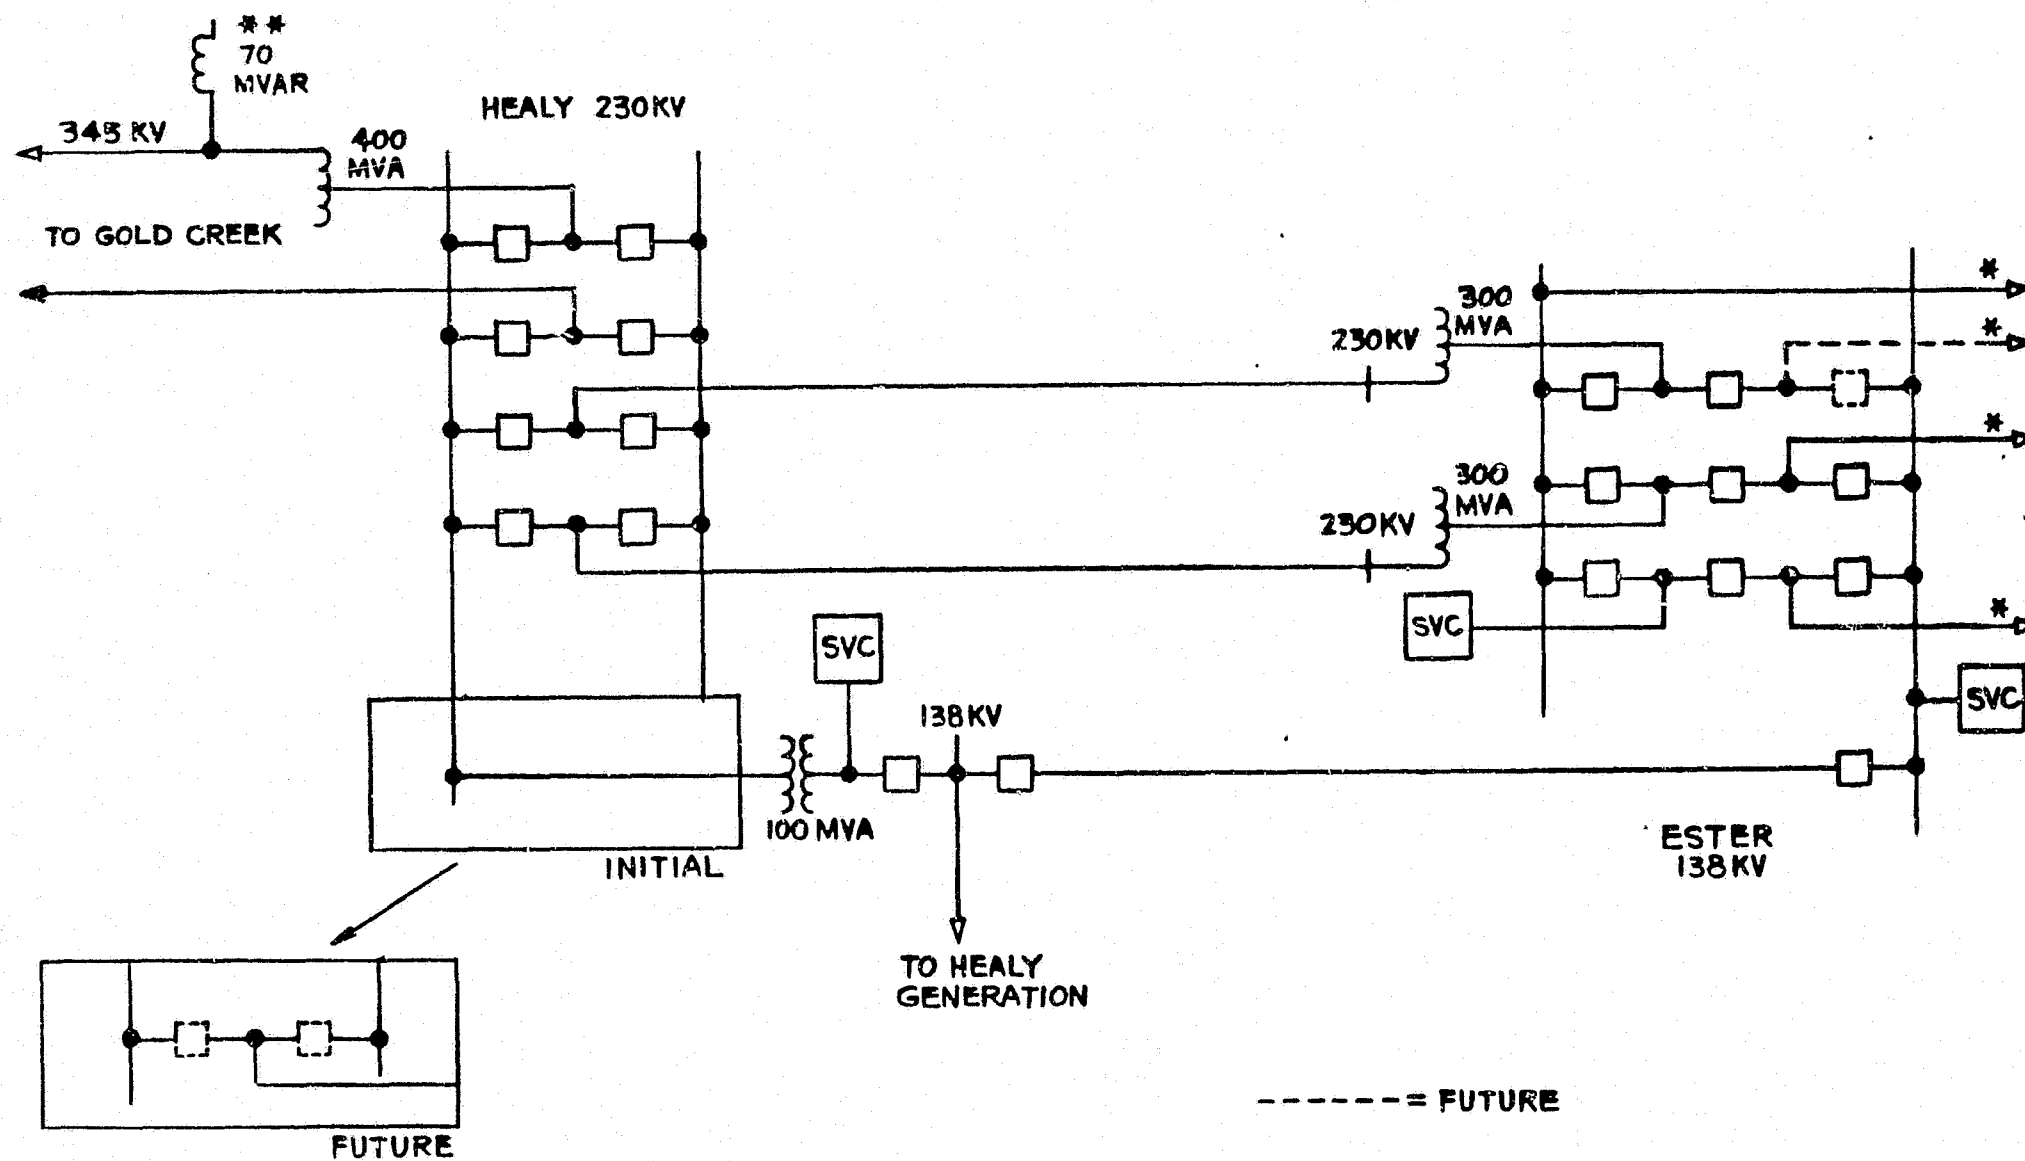 **
70
MVAR
HEALY 230KV
345 KV
400
MVA
TO GOLD CREEK
*
300
MVA
230KV
*
*
300
MVA
230KV
SVC
*
SVC
SVC
138KV
100 MVA
INITIAL
ESTER
138KV
TO HEALY
GENERATION
------= FUTURE
FUTURE